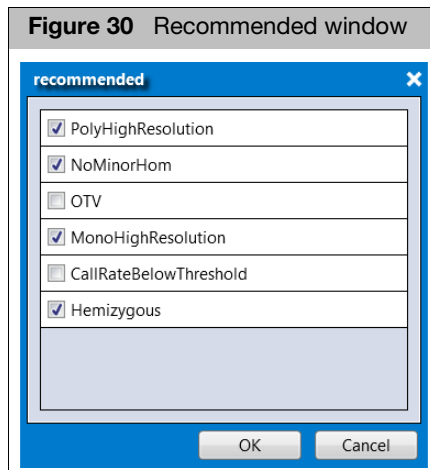 Figure 30 Recommended window
recommended
PolyHighResolution
NoMinorHom
OTV
MonoHighResolution
CallRateBelowThreshold
Hemizygous
OK Cancel